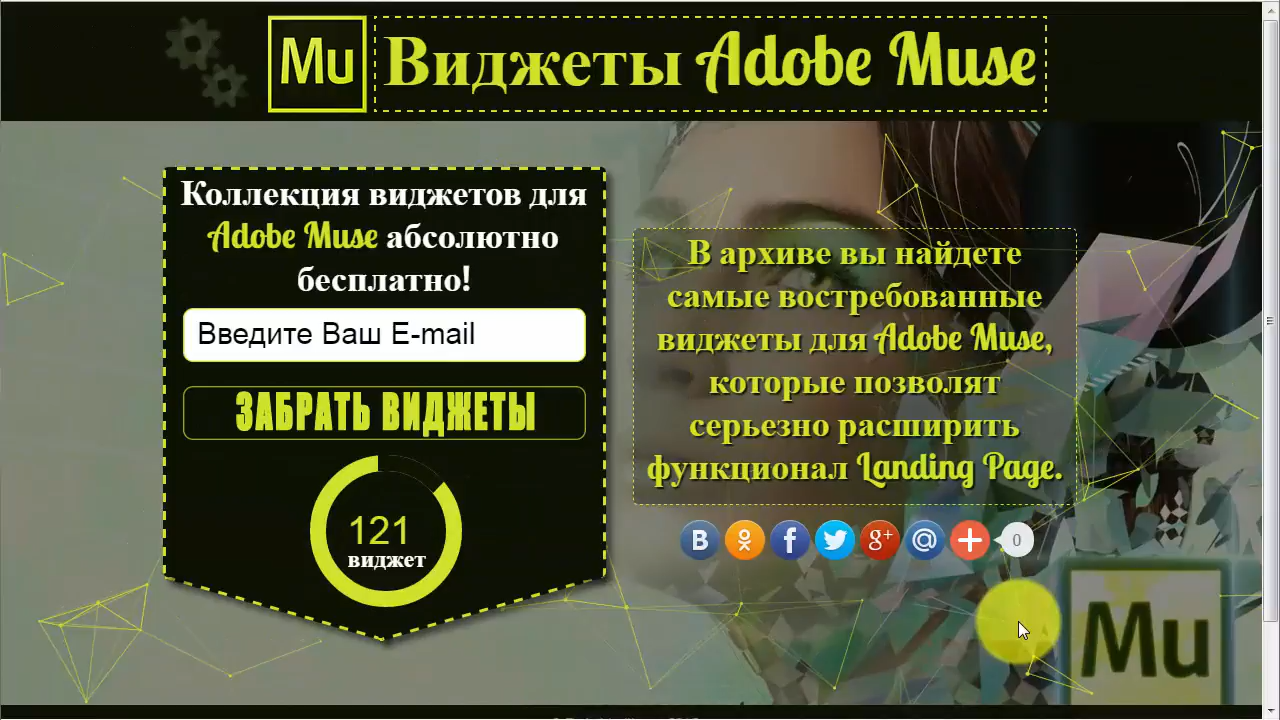 Mu Виджеты Adobe Muse
Коллекция виджетов для
Adobe Muse абсолютно
бесплатно!
Введите Ваш E-mail
ЗАБРАТЬ ВИДЖЕТЫ
121
виджет
В архиве вы найдете
самые востребованные
виджеты для Adobe Muse,
которые позволят
серьезно расширить
функционал Landing Page.
0
Mu